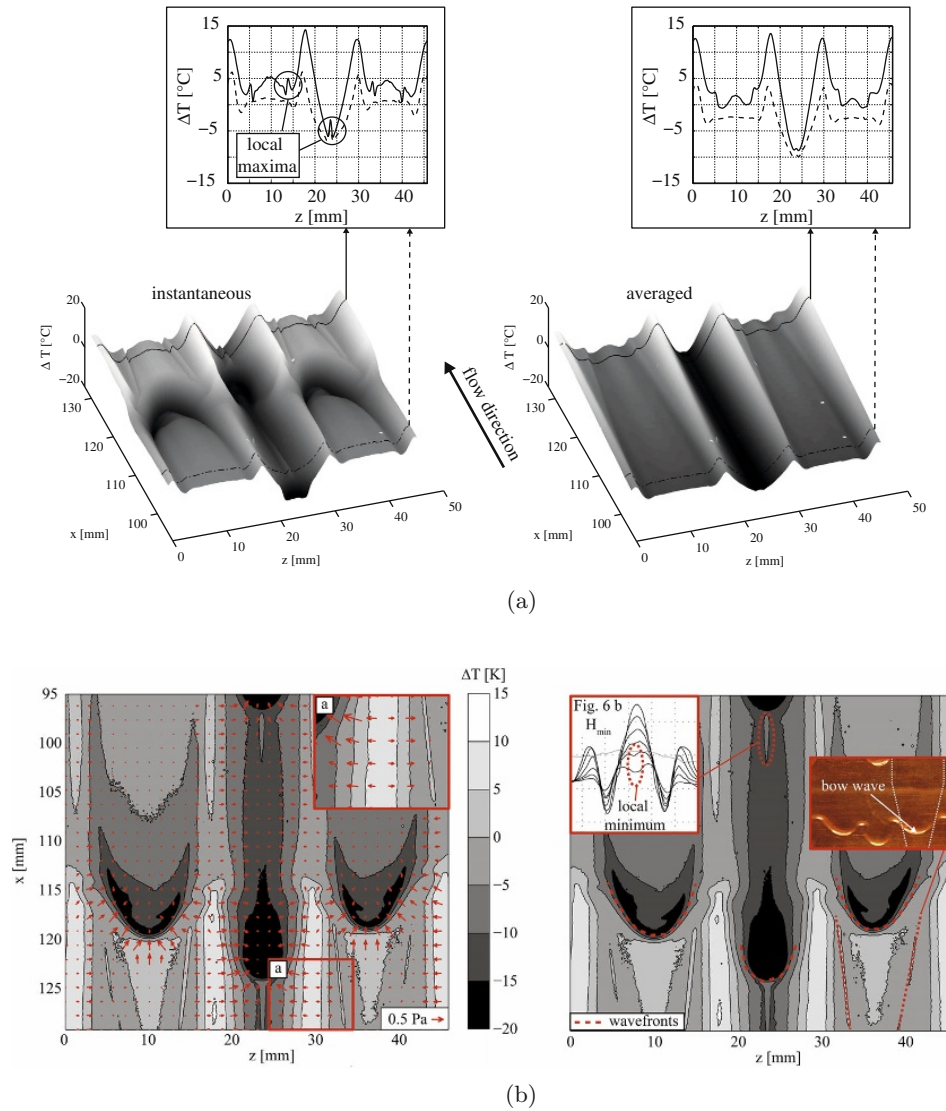 15
5
−5
−15
ΔT [°C]
local
maxima
0 10 20 30 40
z [mm]
15
5
−5
−15
ΔT [°C]
0 10 20 30 40
z [mm]
instantaneous
averaged
flow direction
20
0
−20
Δ T [°C]
130
120
110
100
x [mm]
0 10 20 30 40 50
z [mm]
20
0
−20
Δ T [°C]
130
120
110
100
x [mm]
0 10 20 30 40 50
z [mm]
(a)
95
100
105
110
115
120
125
x [mm]
a
a
0.5 Pa
0 10 20 30 40
z [mm]
ΔT [K]
15
10
5
0
−5
−10
−15
−20
Fig. 6 b
H min
local
minimum
bow wave
wavefronts
0 10 20 30 40
z [mm]
(b)